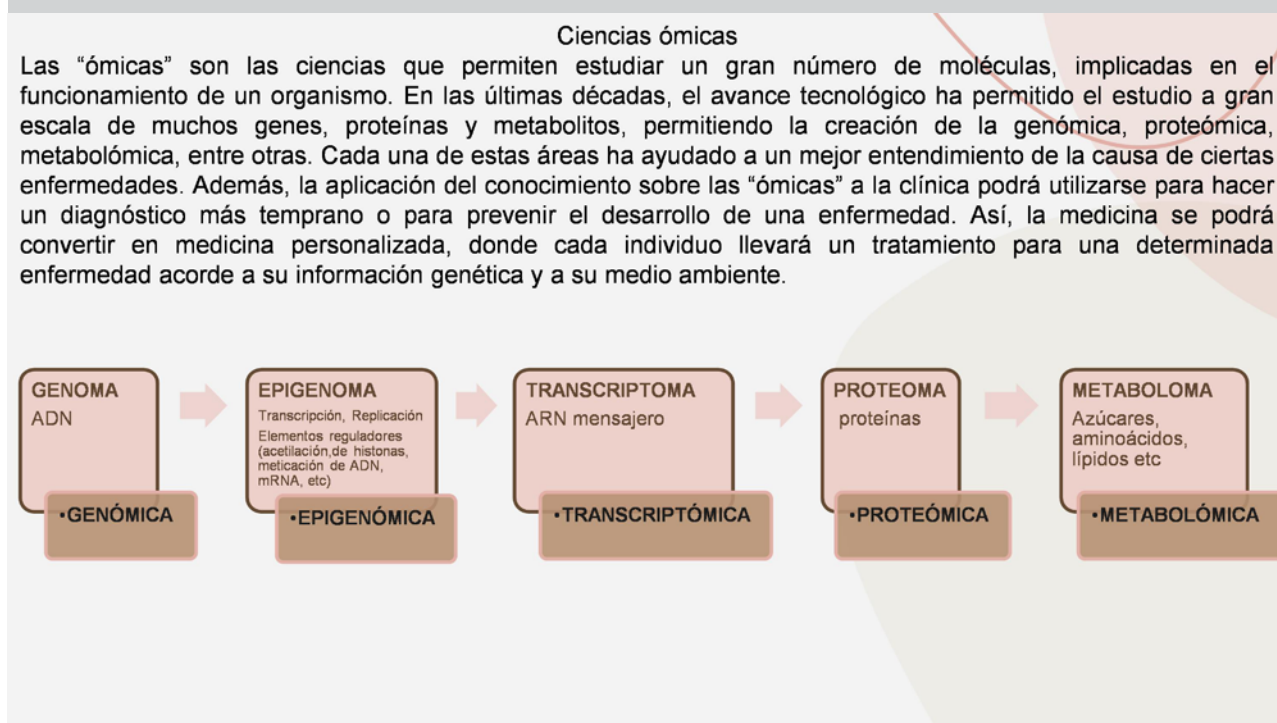 Ciencias ómicas
Las “ómicas” son las ciencias que permiten estudiar un gran número de moléculas, implicadas en el
funcionamiento de un organismo. En las últimas décadas, el avance tecnológico ha permitido el estudio a gran
escala de muchos genes, proteínas y metabolitos, permitiendo la creación de la genómica, proteómica,
metabolómica, entre otras. Cada una de estas áreas ha ayudado a un mejor entendimiento de la causa de ciertas
enfermedades. Además, la aplicación del conocimiento sobre las “ómicas” a la clínica podrá utilizarse para hacer
un diagnóstico más temprano o para prevenir el desarrollo de una enfermedad. Así, la medicina se podrá
convertir en medicina personalizada, donde cada individuo llevará un tratamiento para una determinada
enfermedad acorde a su información genética y a su medio ambiente.
GENOMA
ADN
•GENÓMICA
EPIGENOMA
Transcripción, Replicación
Elementos reguladores
(acetilación,de histonas,
meticación de ADN,
mRNA, etc)
•EPIGENÓMICA
TRANSCRIPTOMA
ARN mensajero
•TRANSCRIPTÓMICA
PROTEOMA
proteínas
•PROTEÓMICA
METABOLOMA
Azúcares,
aminoácidos,
lípidos etc
•METABOLÓMICA